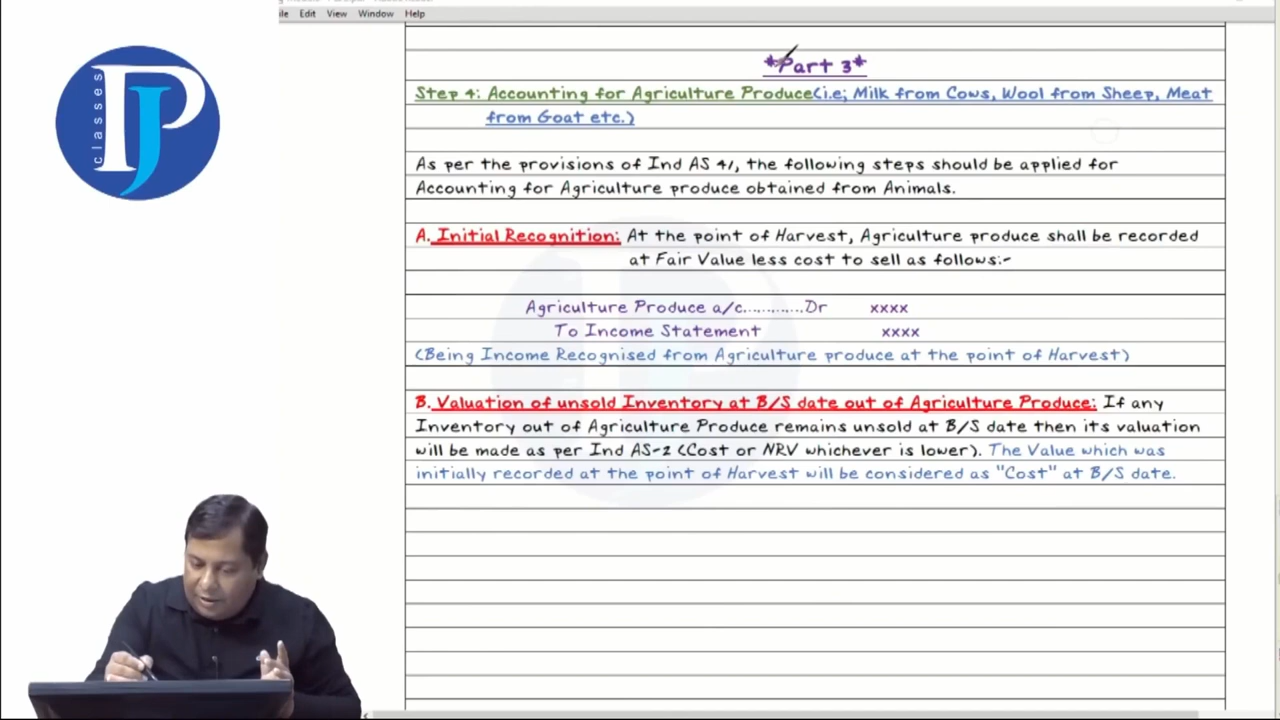 ile Edit View Window Help
classes
PJ
*Part 3*
Step 4: Accounting for Agriculture Produce(i.e; Milk from Cows, Wool from Sheep, Meat
from Goat etc.)
As per the provisions of Ind AS 41, the following steps should be applied for
Accounting for Agriculture produce obtained from Animals.
A. Initial Recognition: At the point of Harvest, Agriculture produce shall be recorded
at Fair Value less cost to sell as follows:-
Agriculture Produce a/c..............Dr xxxx
To Income Statement xxxx
(Being Income Recognised from Agriculture produce at the point of Harvest)
B. Valuation of unsold Inventory at B/S date out of Agriculture Produce: If any
Inventory out of Agriculture Produce remains unsold at B/S date then its valuation
will be made as per Ind AS-2 (Cost or NRV whichever is lower). The Value which was
initially recorded at the point of Harvest will be considered as "Cost" at B/S date.